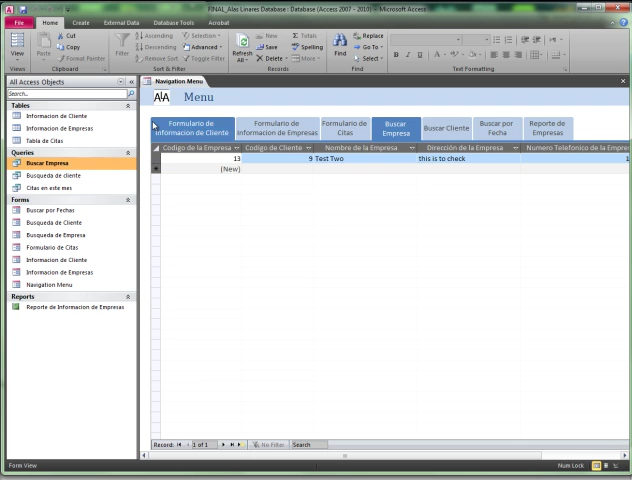 FINAL_Alas Linares Database : Database (Access 2007 - 2010) - Microsoft Access
File Home Create External Data Database Tools Acrobat
View
Views
Paste
Cut
Copy
Format Painter
Clipboard
Filter
Ascending
Descending
Remove Sort
Selection
Advanced
Toggle Filter
Sort & Filter
Refresh All
New
Save
Delete
Totals
Spelling
More
Records
Find
Replace
Go To
Select
Find
B I U A
Text Formatting
All Access Objects
Search...
Tables
Informacion de Cliente
Informacion de Empresas
Tabla de Citas
Queries
Buscar Empresa
Busqueda de cliente
Citas en este mes
Forms
Buscar por Fechas
Busqueda de Cliente
Busqueda de Empresa
Formulario de Citas
Informacion de Cliente
Informacion de Empresas
Navigation Menu
Reports
Reporte de Informacion de Empresas
Navigation Menu
Menu
Formulario de Informacion de Cliente
Formulario de Informacion de Empresas
Formulario de Citas
Buscar Empresa
Buscar Cliente
Buscar por Fecha
Reporte de Empresas
Codigo de la Empresa Codigo de Cliente Nombre de la Empresa Dirección de la Empresa Numero Telefonico de la Empres
13 9 Test Two this is to check 1
(New)
Record: 1 of 1 No Filter Search
Form View Num Lock